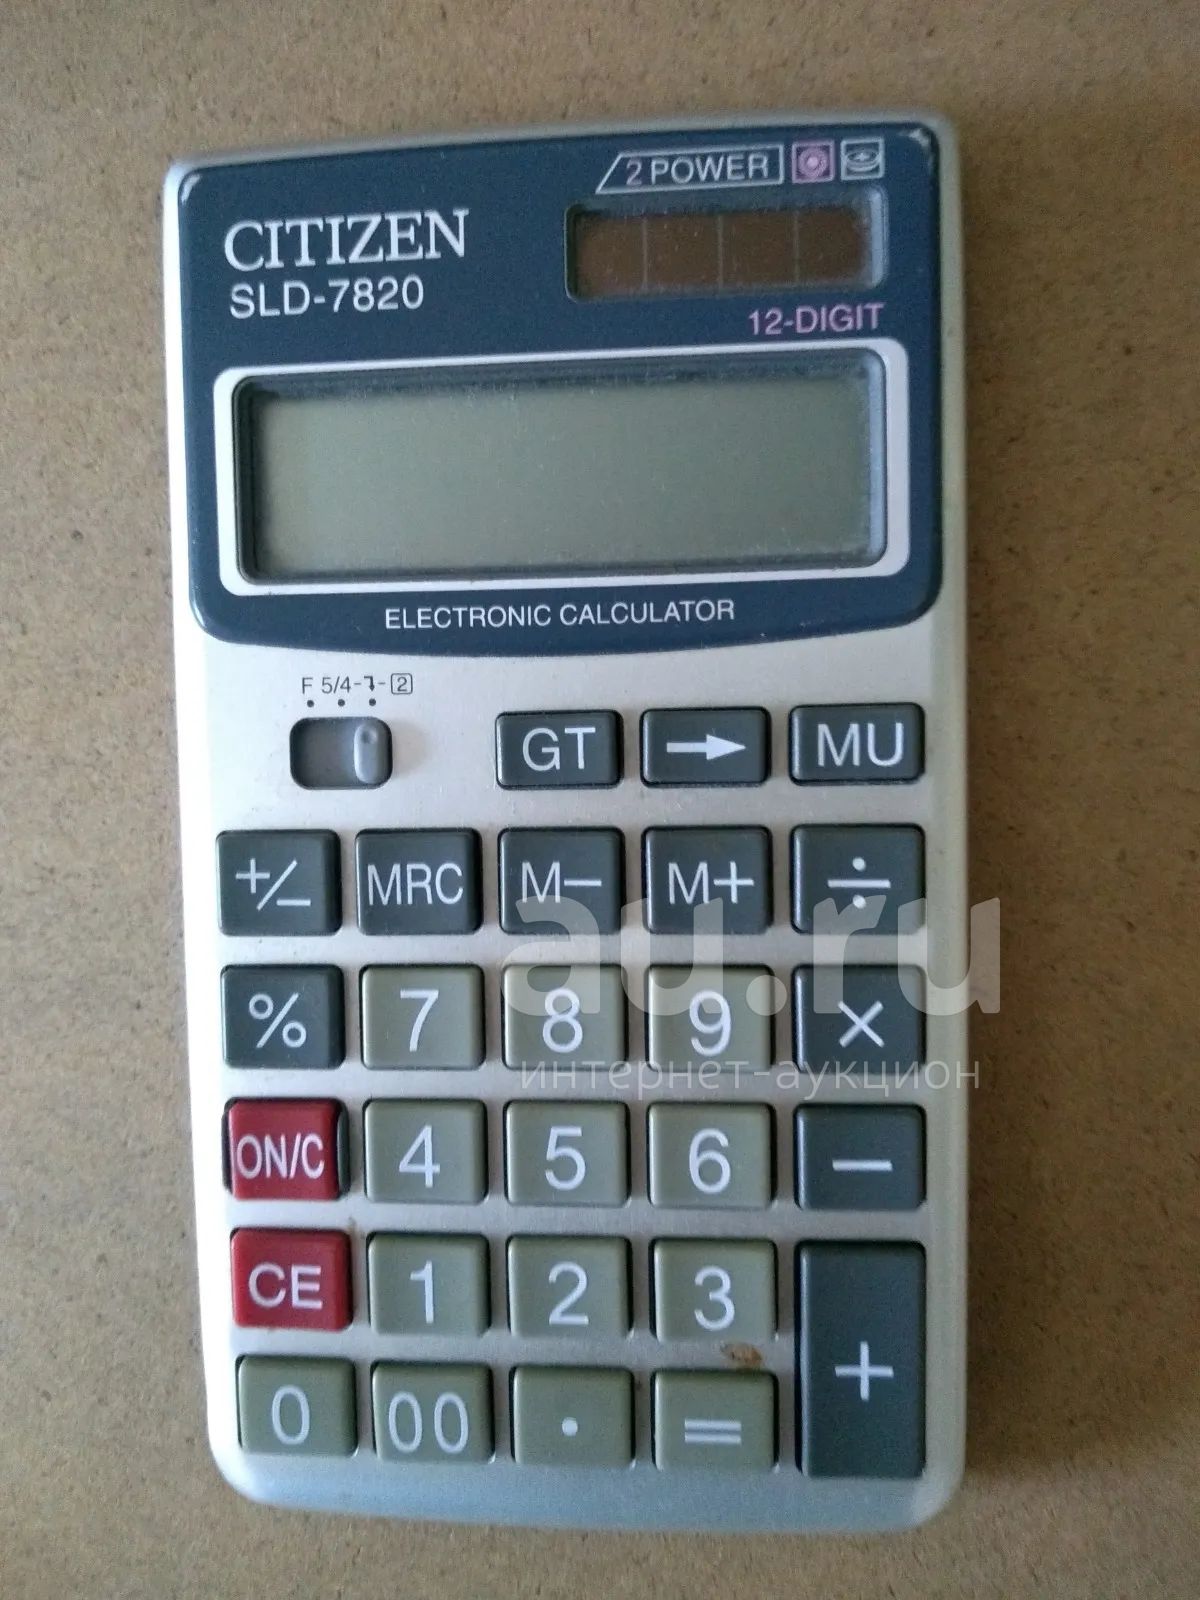 2 POWER
CITIZEN
SLD-7820
12-DIGIT
ELECTRONIC CALCULATOR
F 5/4-↴-2
GT → MU
+/− MRC M− M+ ÷
% 7 8 9 ×
au.ru
интернет-аукцион
ON/C 4 5 6 −
CE 1 2 3 +
0 00 . =